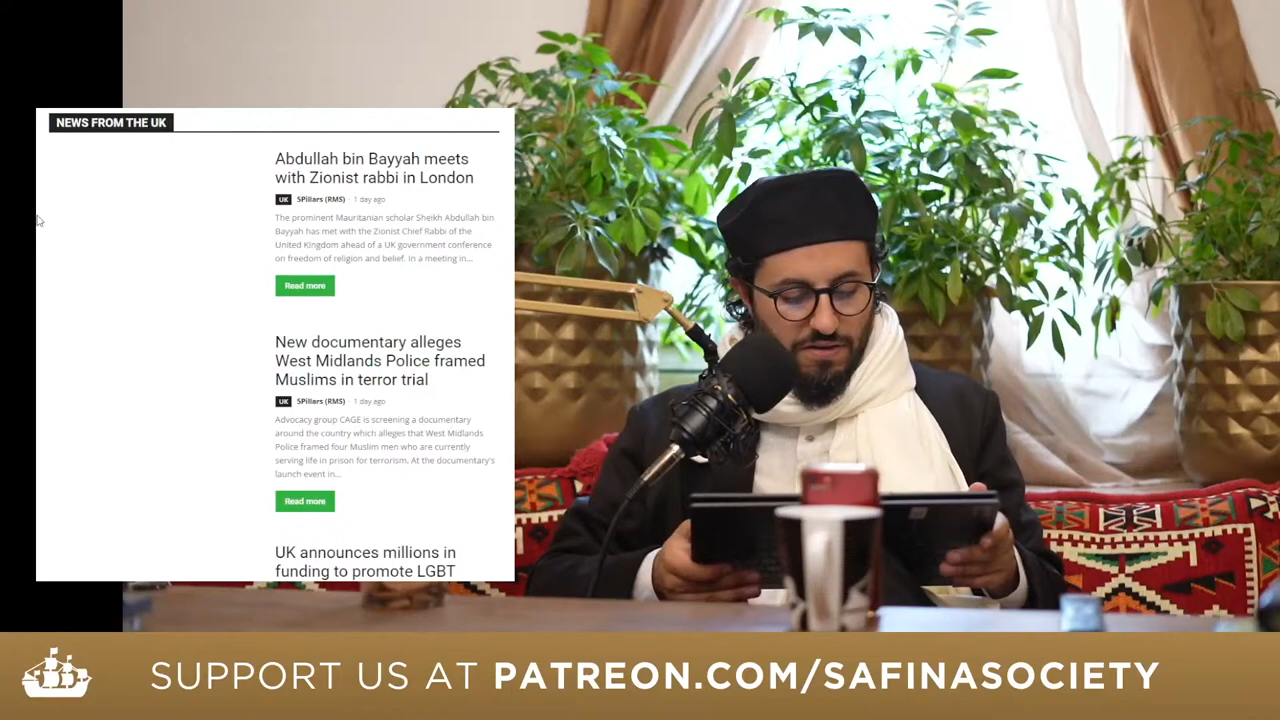 NEWS FROM THE UK
Abdullah bin Bayyah meets
with Zionist rabbi in London
UK 5Pillars (RMS) - 1 day ago
The prominent Mauritanian scholar Sheikh Abdullah bin
Bayyah has met with the Zionist Chief Rabbi of the
United Kingdom ahead of a UK government conference
on freedom of religion and belief. In a meeting in...
Read more
New documentary alleges
West Midlands Police framed
Muslims in terror trial
UK 5Pillars (RMS) - 1 day ago
Advocacy group CAGE is screening a documentary
around the country which alleges that West Midlands
Police framed four Muslim men who are currently
serving life in prison for terrorism. At the documentary's
launch event in...
Read more
UK announces millions in
funding to promote LGBT
SUPPORT US AT PATREON.COM/SAFINASOCIETY